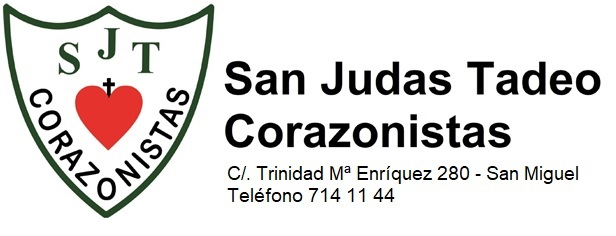 SJT
CORAZONISTAS
San Judas Tadeo
Corazonistas
C/. Trinidad Mª Enríquez 280 - San Miguel
Teléfono 714 11 44